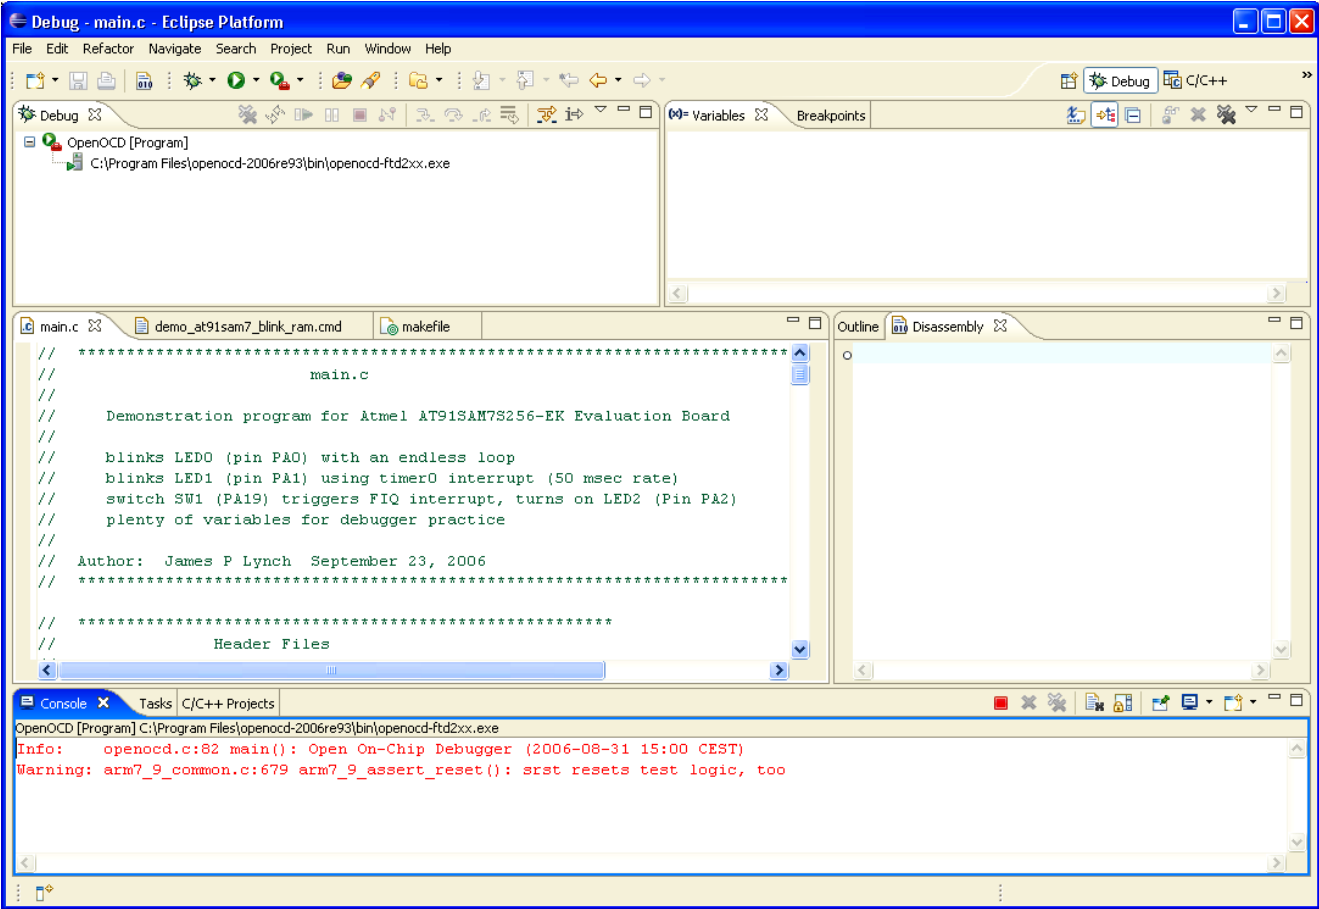 Debug - main.c - Eclipse Platform
File Edit Refactor Navigate Search Project Run Window Help
Debug C/C++ »
Debug
(x)= Variables Breakpoints
OpenOCD [Program]
C:\Program Files\openocd-2006re93\bin\openocd-ftd2xx.exe
main.c demo_at91sam7_blink_ram.cmd makefile
Outline Disassembly
// *************************************************************************
// main.c
//
// Demonstration program for Atmel AT91SAM7S256-EK Evaluation Board
//
// blinks LED0 (pin PA0) with an endless loop
// blinks LED1 (pin PA1) using timer0 interrupt (50 msec rate)
// switch SW1 (PA19) triggers FIQ interrupt, turns on LED2 (Pin PA2)
// plenty of variables for debugger practice
//
// Author: James P Lynch September 23, 2006
// *************************************************************************
// *******************************************************
// Header Files
Console Tasks C/C++ Projects
OpenOCD [Program] C:\Program Files\openocd-2006re93\bin\openocd-ftd2xx.exe
Info: openocd.c:82 main(): Open On-Chip Debugger (2006-08-31 15:00 CEST)
Warning: arm7_9_common.c:679 arm7_9_assert_reset(): srst resets test logic, too